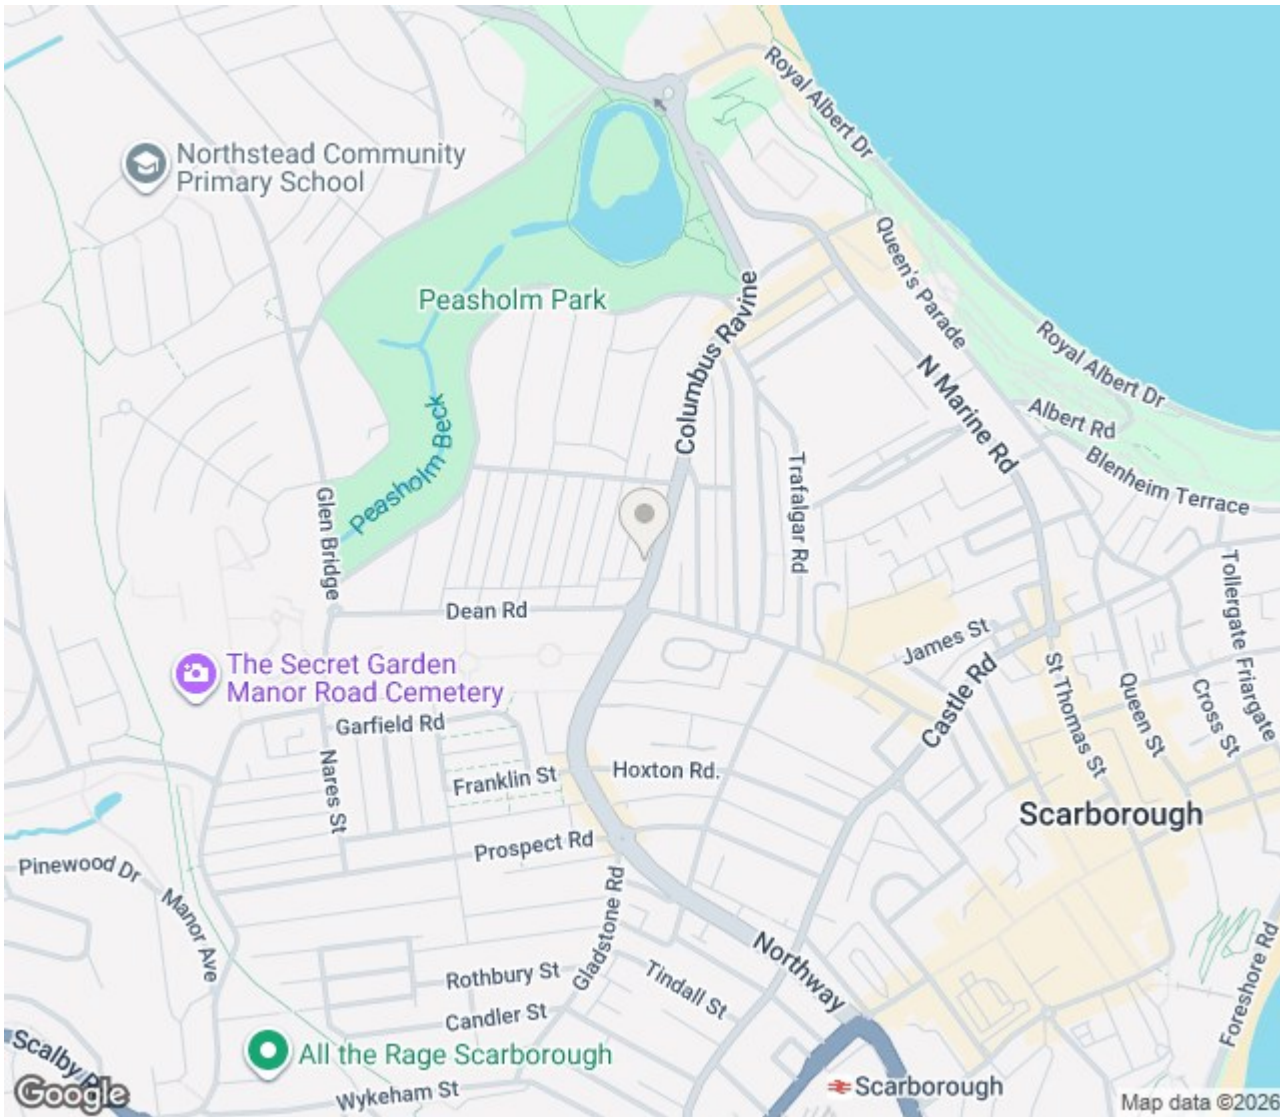 Royal Albert Dr
Northstead Community
Primary School
Queen's Parade
Peasholm Park
Columbus Ravine
Royal Albert Dr
N Marine Rd
Albert Rd
Blenheim Terrace
Peasholm Beck
Trafalgar Rd
Glen Bridge
Tollergate
Friargate
Dean Rd
James St
The Secret Garden
Manor Road Cemetery
Castle Rd
St Thomas St
Queen St
Cross St
Garfield Rd
Nares St
Franklin St
Hoxton Rd.
Scarborough
Prospect Rd
Pinewood Dr
Manor Ave
Gladstone Rd
Northway
Foreshore Rd
Rothbury St
Tindall St
Candler St
All the Rage Scarborough
Wykeham St
Scarborough
Google
Map data ©2026